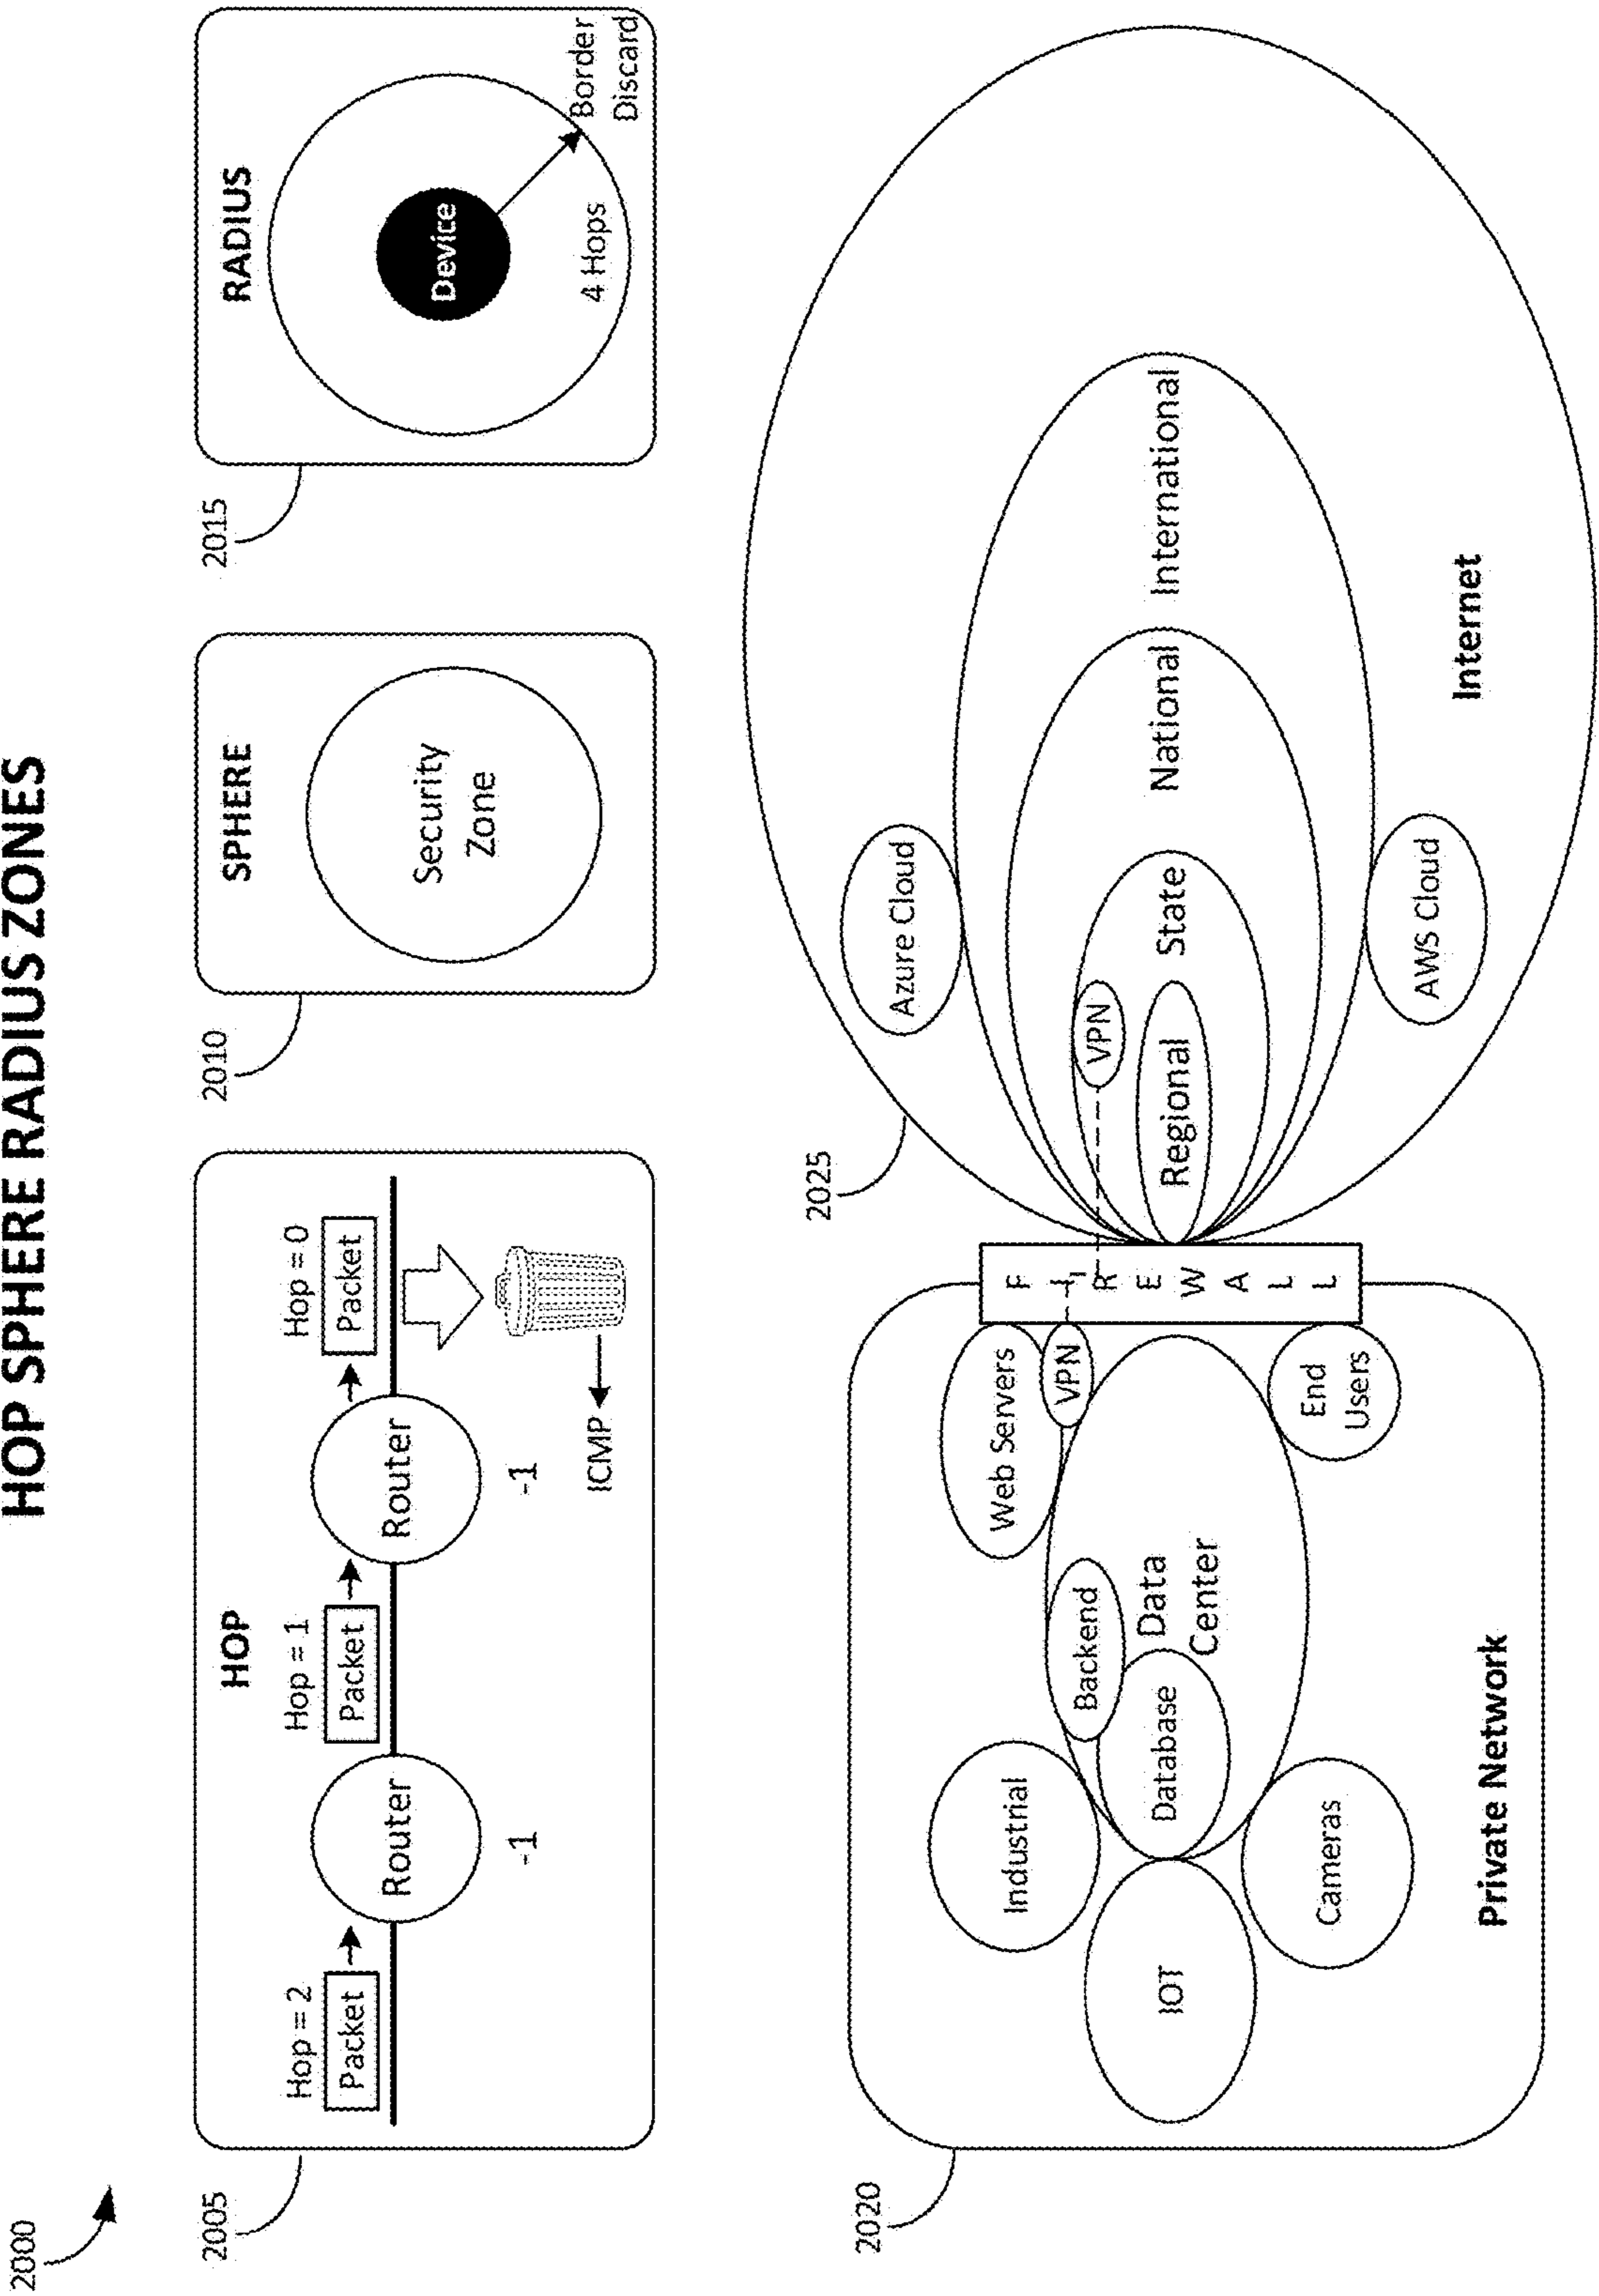 HOP SPHERE RADIUS ZONES
2000
2005
HOP
Hop = 2
Packet
Router
-1
Hop = 1
Packet
Router
-1
Hop = 0
Packet
ICMP
2010
SPHERE
Security
Zone
2015
RADIUS
Device
4 Hops
Border
Discard
2020
Industrial
IOT
Cameras
Database
Backend
Data
Center
Web Servers
VPN
End
Users
Private Network
FIREWALL
2025
VPN
Regional
State
National
International
Azure Cloud
AWS Cloud
Internet